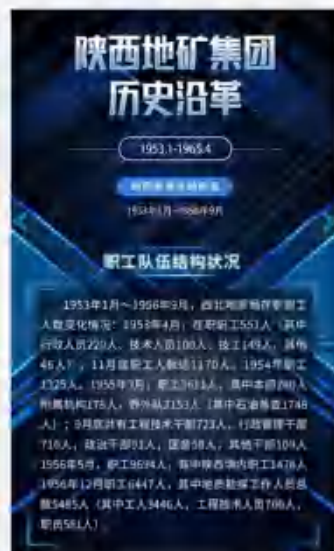 陕西地矿集团
历史沿革
1953.1-1965.4
1953年1月~1956年9月
职工队伍结构状况
1953年1月~1956年9月,西北地质局在职职工
人数变化情况:1953年4月,在职职工551人(其中
行政人员220人、技术人员100人、技工149人、其他
46人),11月底职工人数达1170人。1954年职工
1325人。1955年7月,职工2611人,其中本部
附属机构178人,野外队2153人(其中石油普查1748
人);9月底共有工程技术干部723人,行政管理干部
716人,政治干部91人,医务58人,其他干部109人
1956年5月,职工9694人,其中陕西境内职工1478人
1956年12月职工6447人,其中地质勘探工作人员总
数5485人(其中工人3446人,工程技术人员
职员581人)